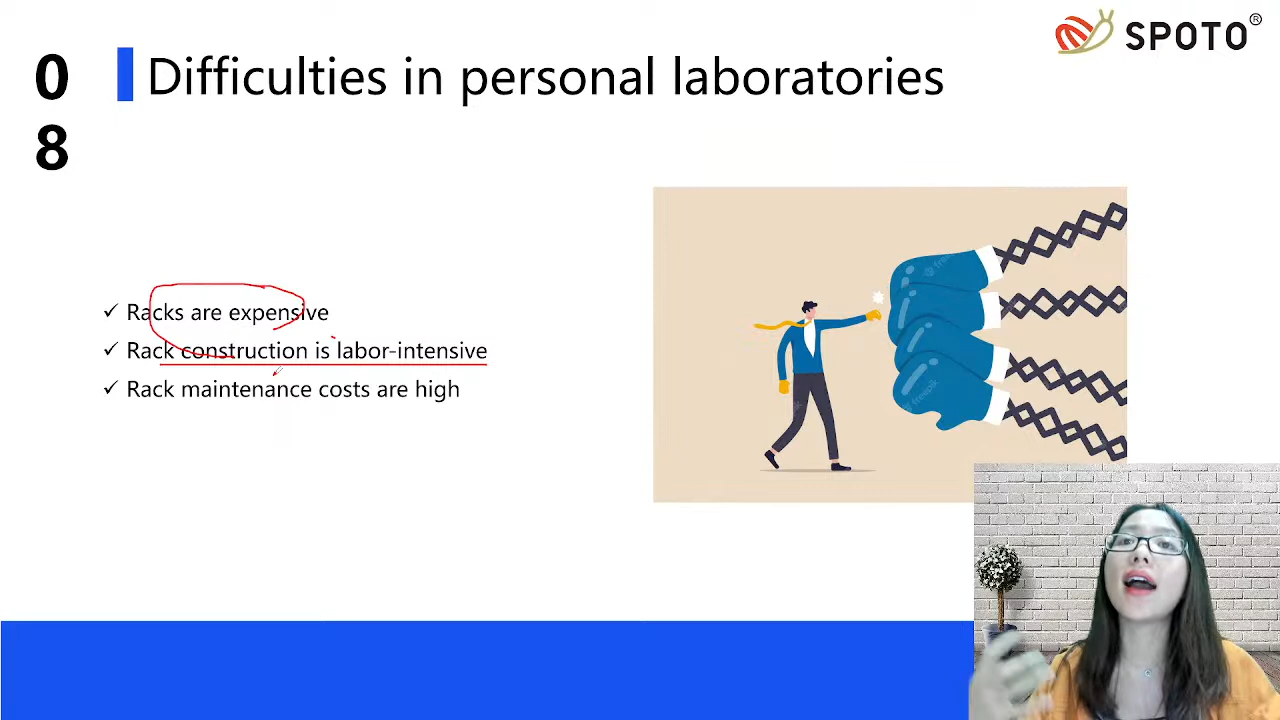 SPOTO®
0
8
Difficulties in personal laboratories
✓ Racks are expensive
✓ Rack construction is labor-intensive
✓ Rack maintenance costs are high
freepik